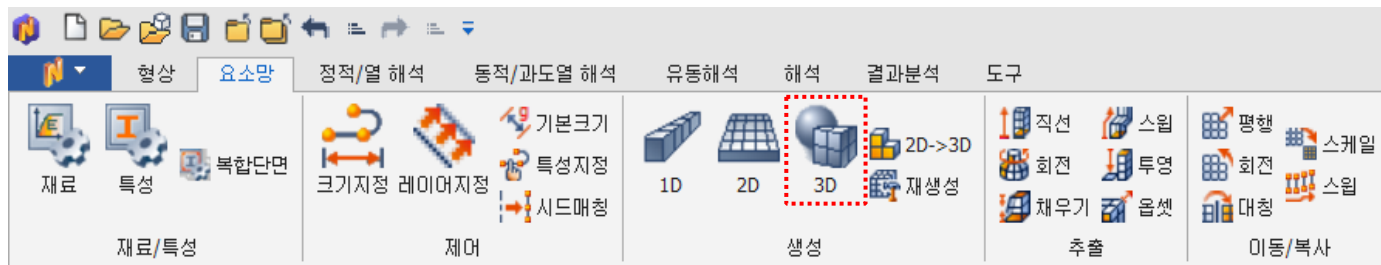 형상 요소망 정적/열 해석 동적/과도열 해석 유동해석 해석 결과분석 도구
재료 특성 복합단면
재료/특성
크기지정 레이어지정 기본크기
특성지정
시드매칭
제어
1D 2D 3D 2D->3D
재생성
생성
직선 스윕
회전 투영
채우기 옵셋
추출
평행 스케일
회전 스윕
대칭
이동/복사